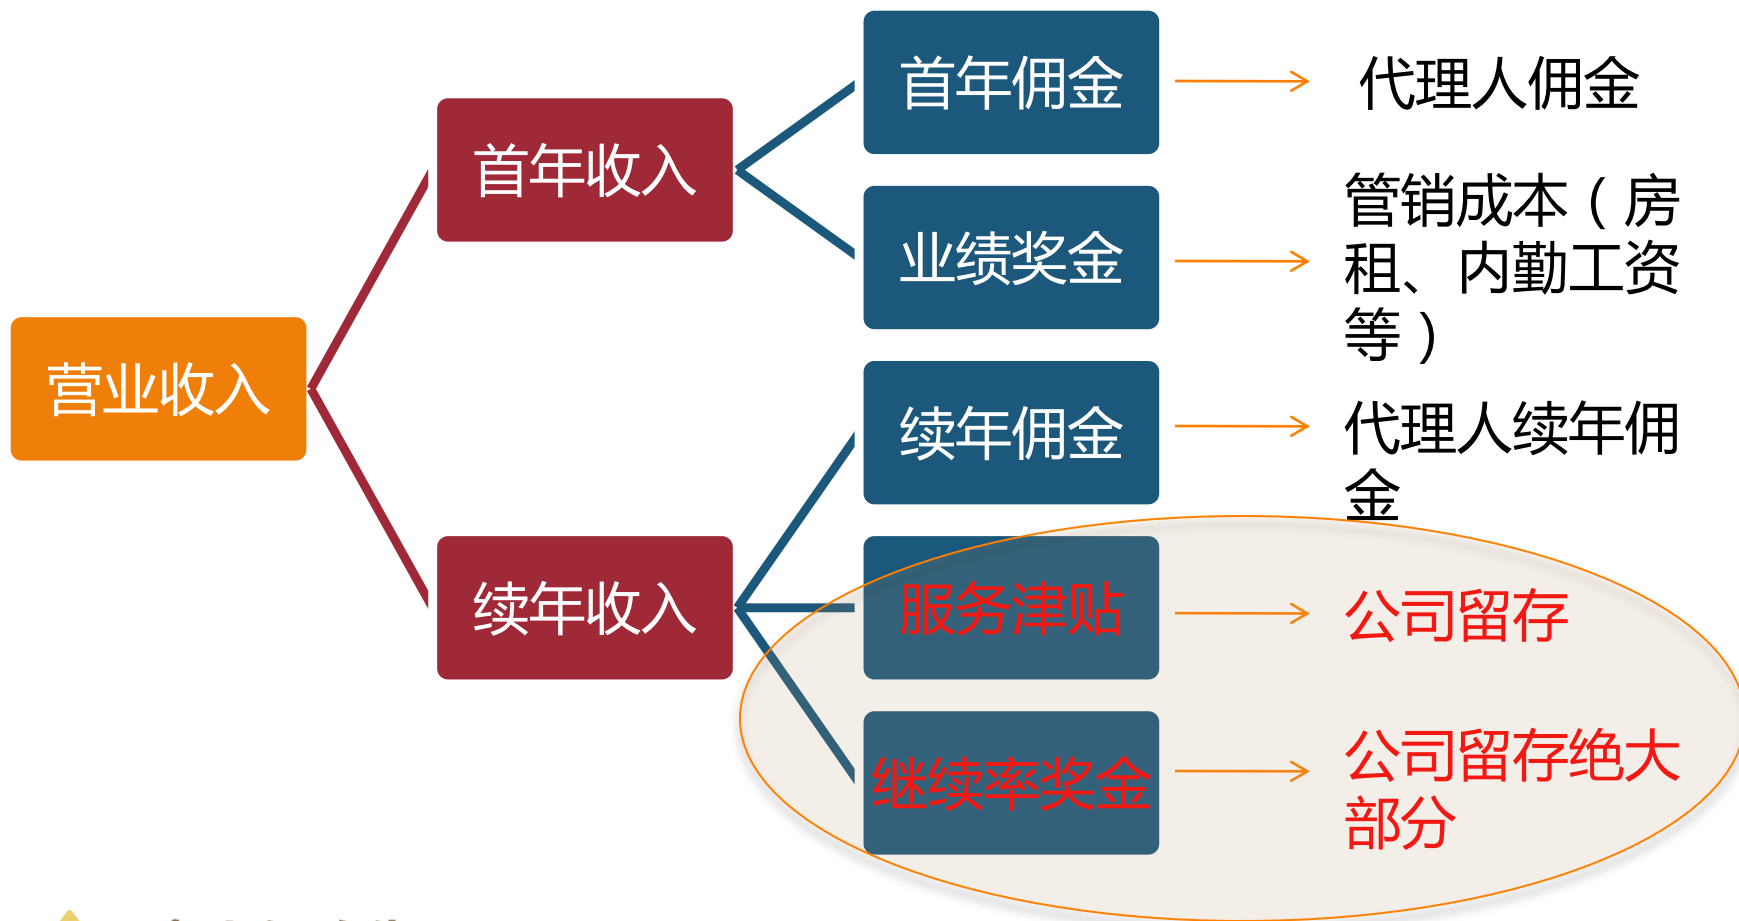 首年佣金
代理人佣金
首年收入
业绩奖金
管销成本（房
租、内勤工资
等）
营业收入
续年佣金
代理人续年佣
金
续年收入
服务津贴
公司留存
继续率奖金
公司留存绝大
部分